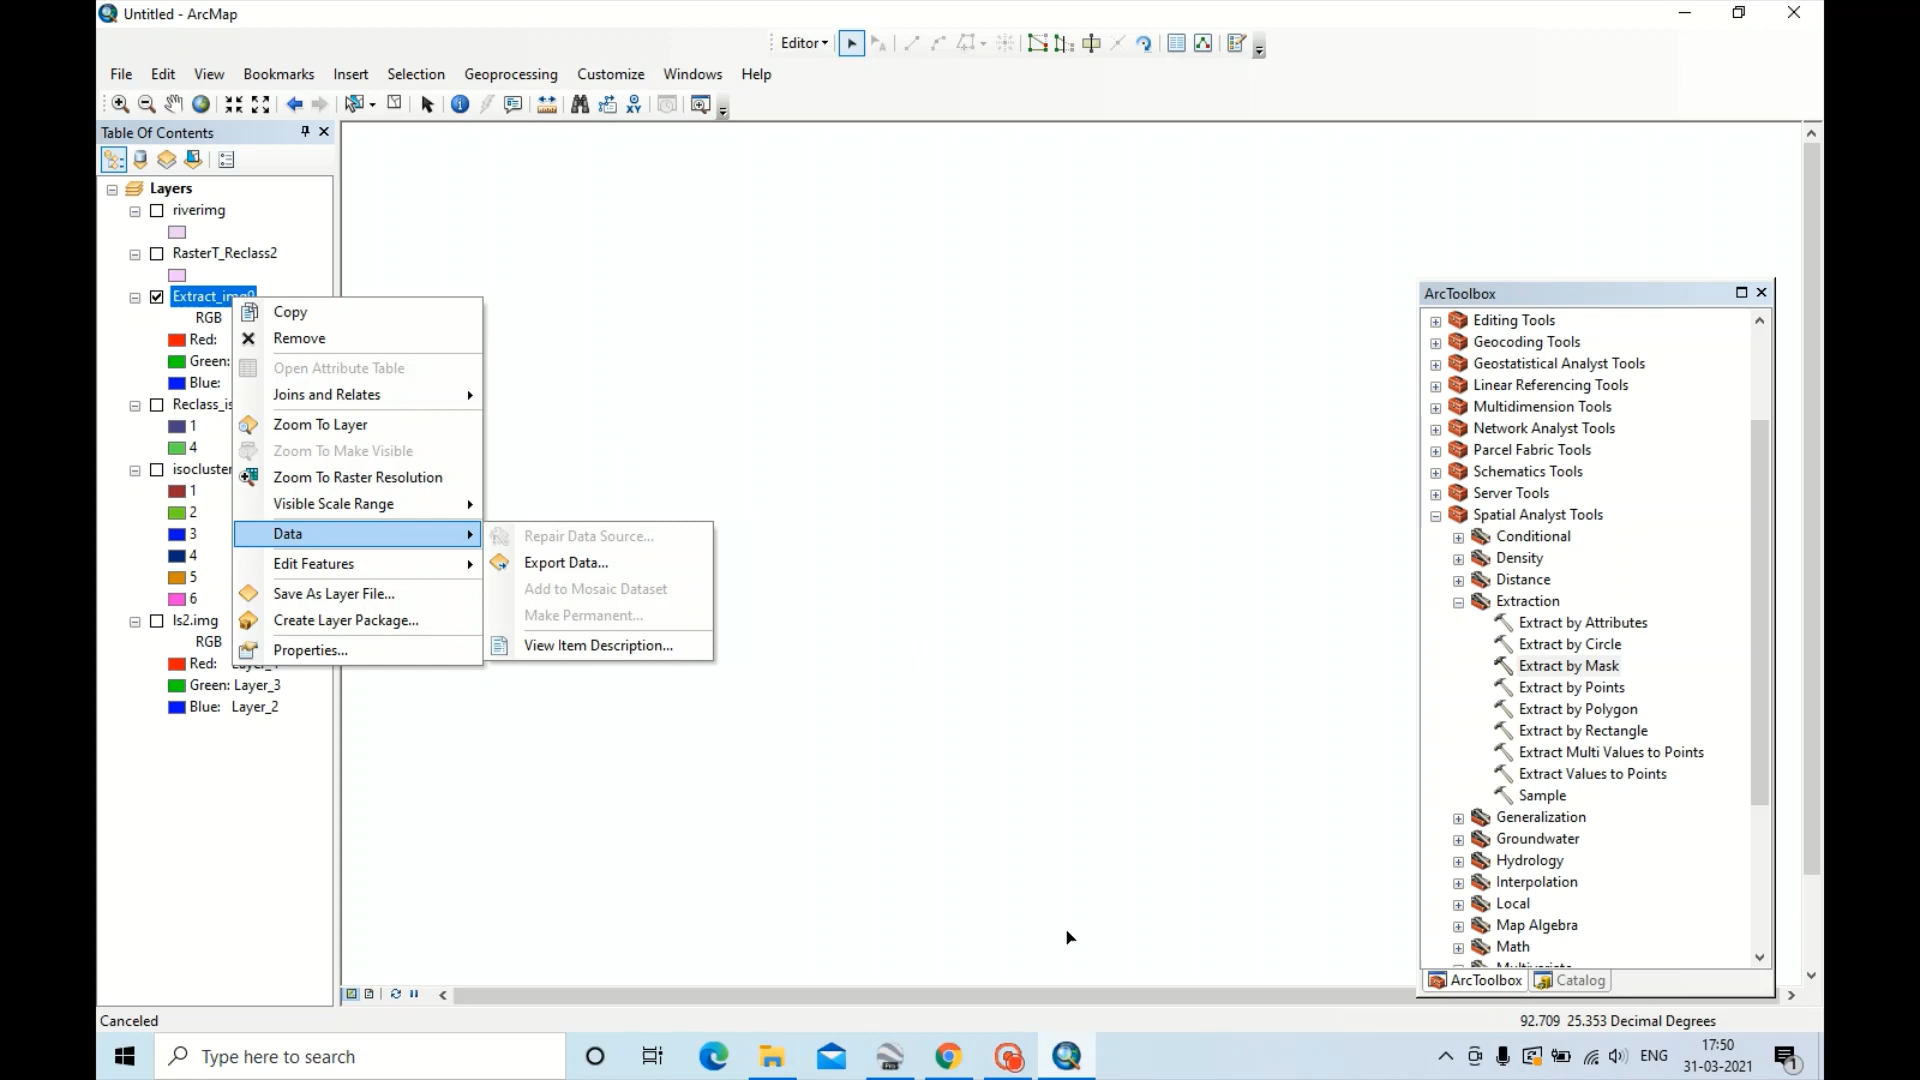 Untitled - ArcMap
Editor
File Edit View Bookmarks Insert Selection Geoprocessing Customize Windows Help
Table Of Contents
Layers
riverimg
RasterT_Reclass2
Extract_img0
RGB
Red:
Green:
Blue:
Reclass_is
1
4
isocluster
1
2
3
4
5
6
ls2.img
RGB
Red:
Green: Layer_3
Blue: Layer_2
Copy
Remove
Open Attribute Table
Joins and Relates
Zoom To Layer
Zoom To Make Visible
Zoom To Raster Resolution
Visible Scale Range
Data
Edit Features
Save As Layer File...
Create Layer Package...
Properties...
Repair Data Source...
Export Data...
Add to Mosaic Dataset
Make Permanent...
View Item Description...
ArcToolbox
Editing Tools
Geocoding Tools
Geostatistical Analyst Tools
Linear Referencing Tools
Multidimension Tools
Network Analyst Tools
Parcel Fabric Tools
Schematics Tools
Server Tools
Spatial Analyst Tools
Conditional
Density
Distance
Extraction
Extract by Attributes
Extract by Circle
Extract by Mask
Extract by Points
Extract by Polygon
Extract by Rectangle
Extract Multi Values to Points
Extract Values to Points
Sample
Generalization
Groundwater
Hydrology
Interpolation
Local
Map Algebra
Math
ArcToolbox Catalog
Canceled
92.709 25.353 Decimal Degrees
Type here to search
ENG
17:50
31-03-2021
1